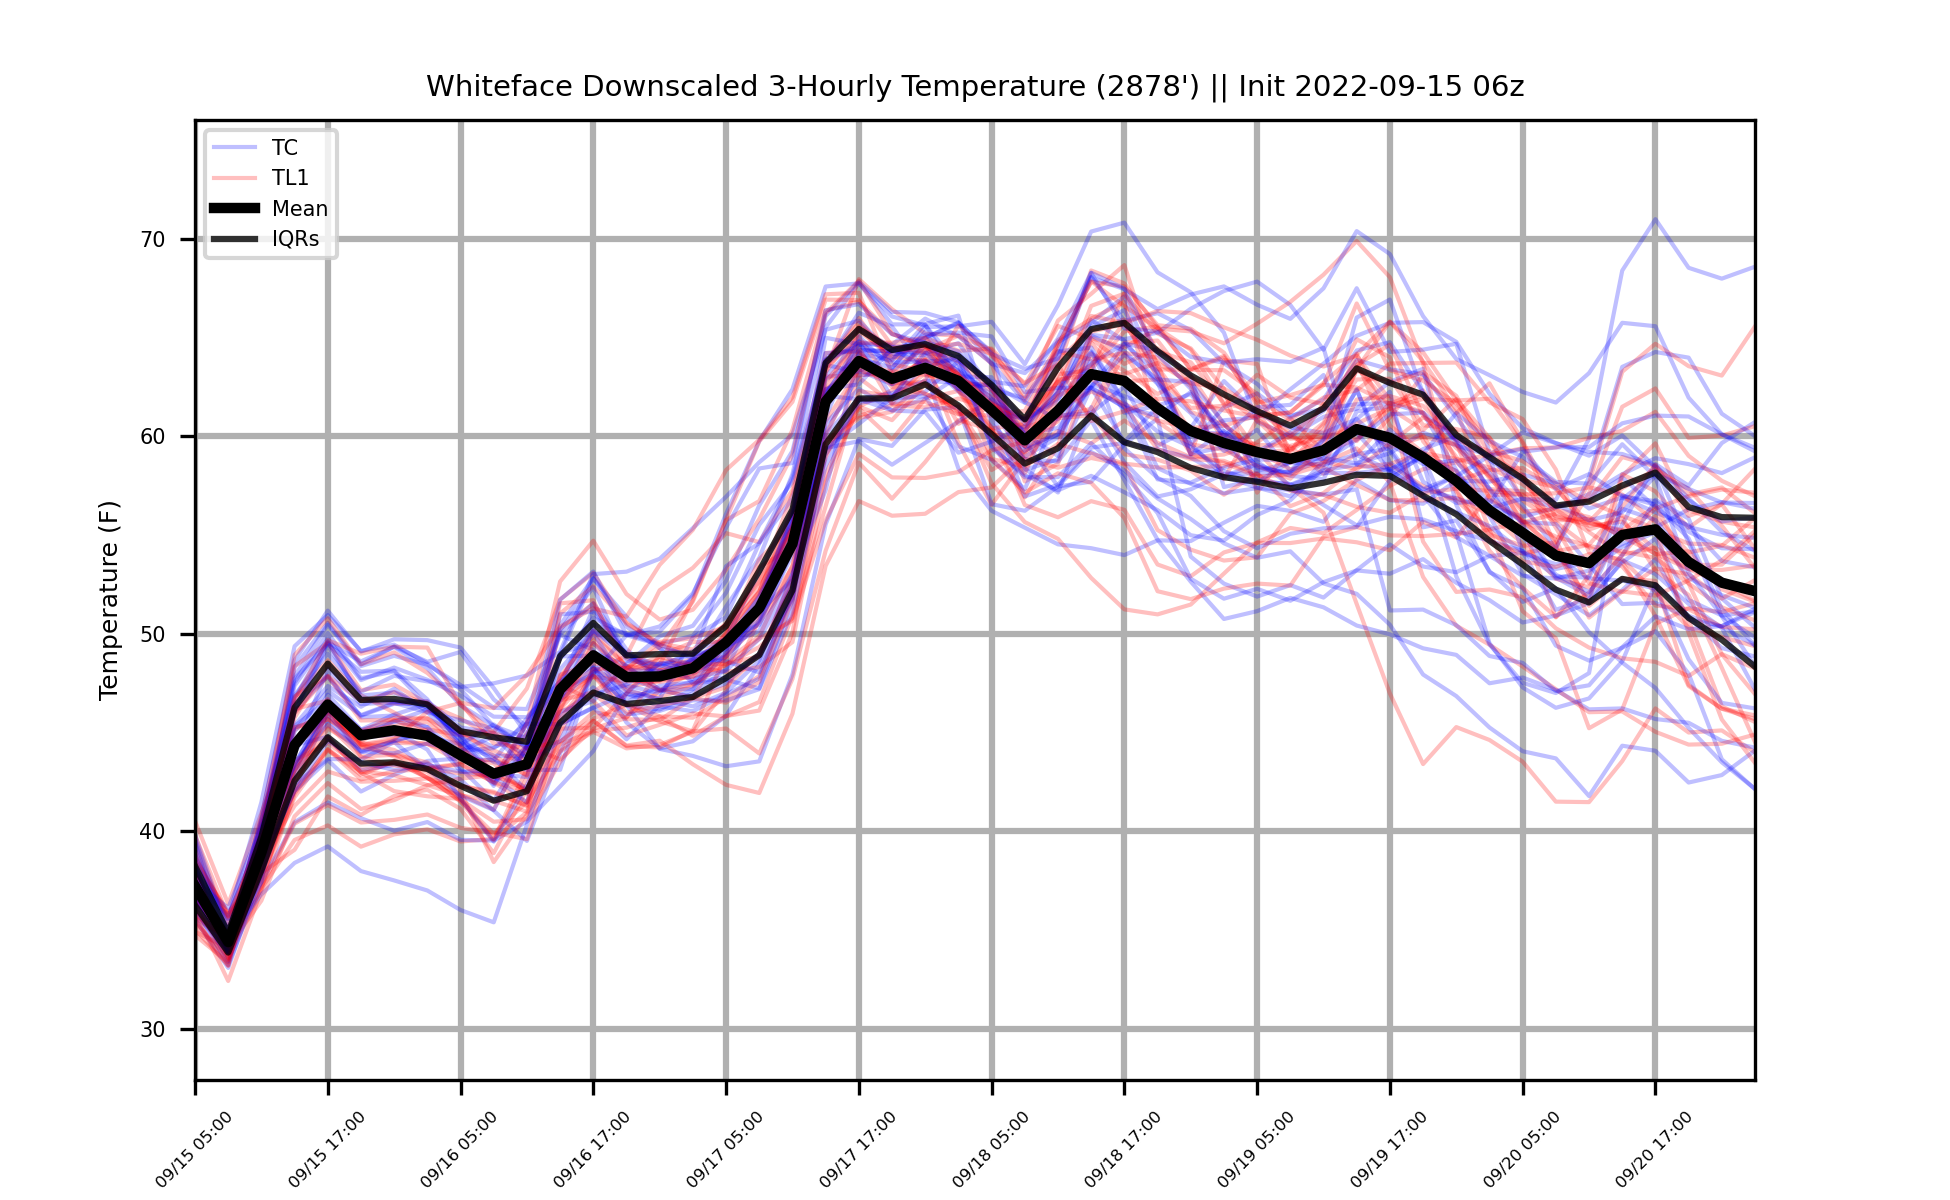 Whiteface Downscaled 3-Hourly Temperature (2878') || Init 2022-09-15 06z
TC
TL1
Mean
IQRs
Temperature (F)
70
60
50
40
30
09/15 05:00
09/15 17:00
09/16 05:00
09/16 17:00
09/17 05:00
09/17 17:00
09/18 05:00
09/18 17:00
09/19 05:00
09/19 17:00
09/20 05:00
09/20 17:00